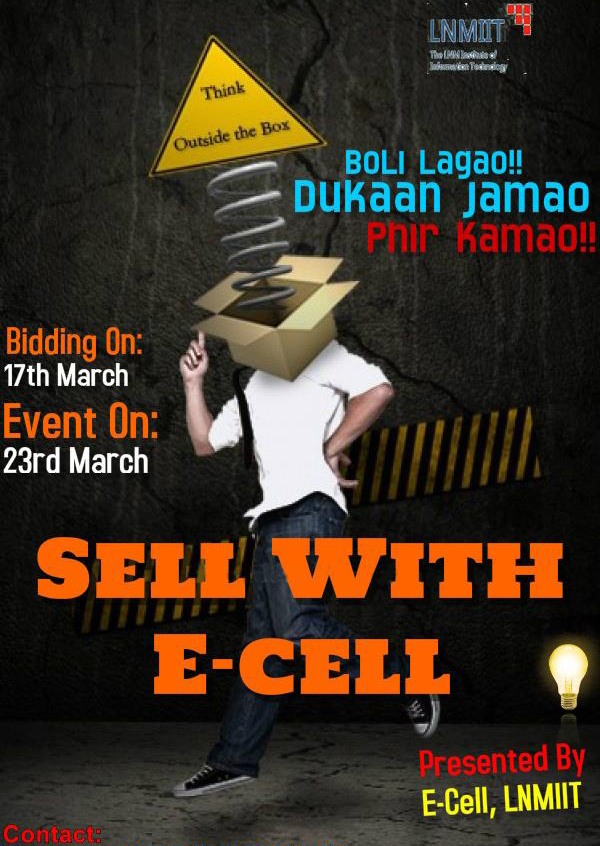 LNMIIT
The LNM Institute of
Information Technology
Think
Outside the Box
Boli Lagao!!
Dukaan Jamao
Phir Kamao!!
Bidding On:
17th March
Event On:
23rd March
Sell With
E-cell
Presented By
E-Cell, LNMIIT
Contact: